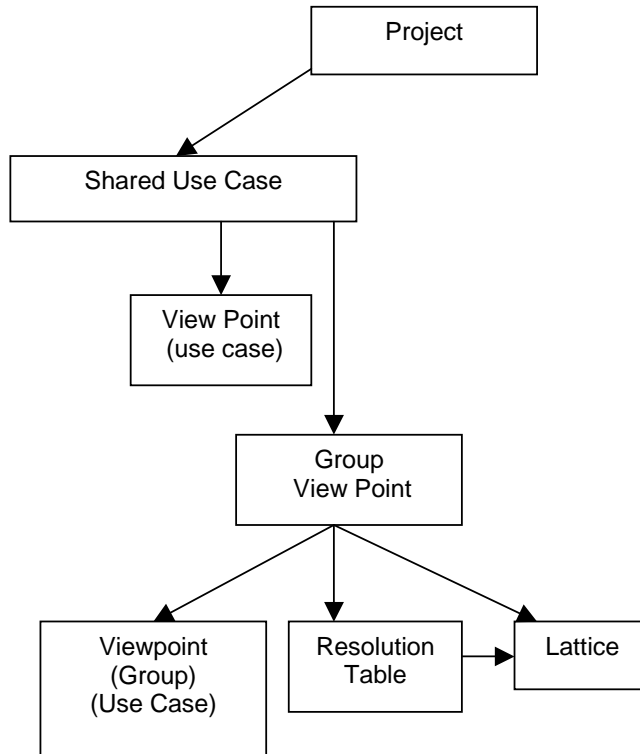 Project
Shared Use Case
View Point
(use case)
Group
View Point
Viewpoint
(Group)
(Use Case)
Resolution
Table
Lattice